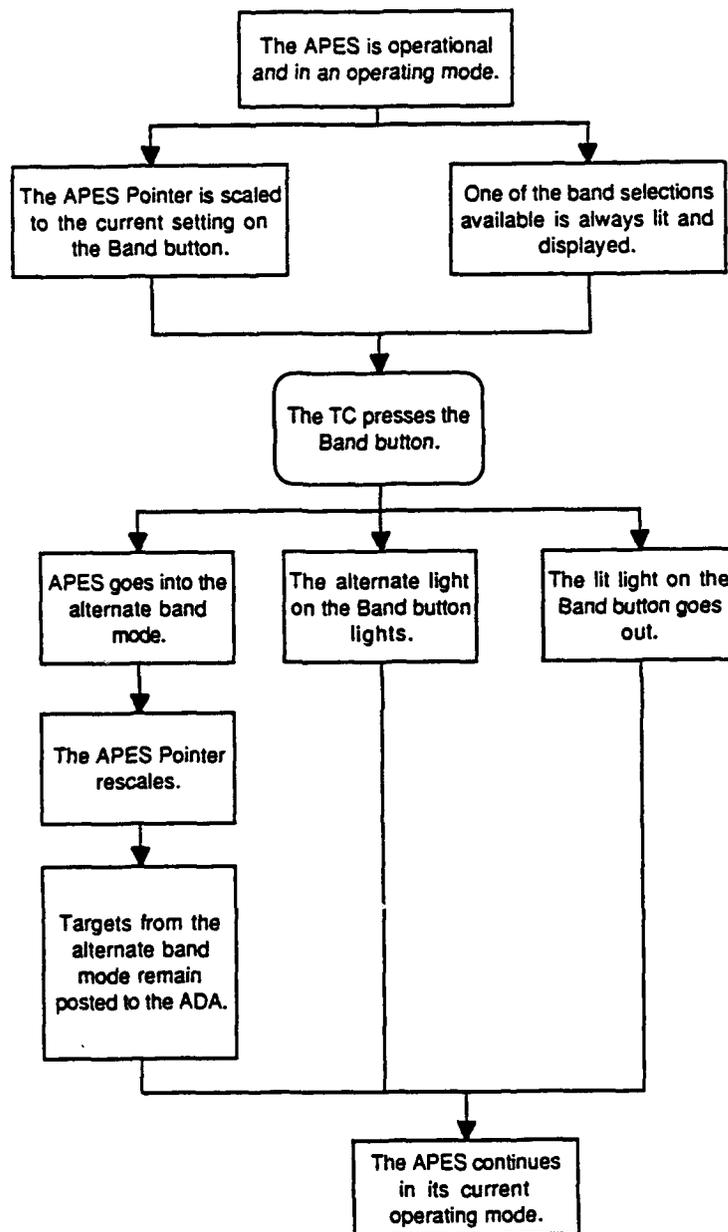 The APES is operational
and in an operating mode.
The APES Pointer is scaled
to the current setting on
the Band button.
One of the band selections
available is always lit and
displayed.
The TC presses the
Band button.
APES goes into the
alternate band
mode.
The alternate light
on the Band button
lights.
The lit light on the
Band button goes
out.
The APES Pointer
rescales.
Targets from the
alternate band
mode remain
posted to the ADA.
The APES continues
in its current
operating mode.